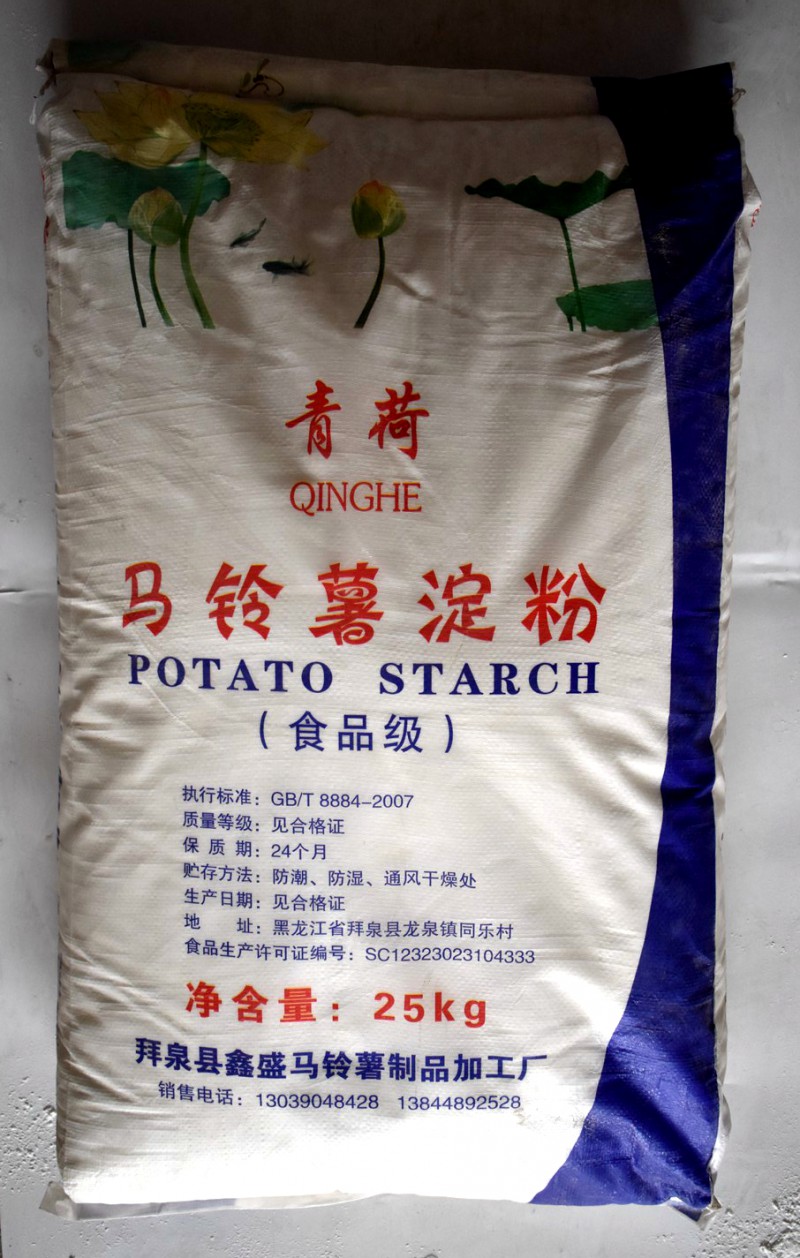 青荷
QINGHE
马铃薯淀粉
POTATO STARCH
（食品级）
执行标准：GB/T 8884-2007
质量等级：见合格证
保质期：24个月
贮存方法：防潮、防湿、通风干燥处
生产日期：见合格证
地址：黑龙江省拜泉县龙泉镇同乐村
食品生产许可证编号：SC12323023104333
净含量：25kg
拜泉县鑫盛马铃薯制品加工厂
销售电话：13039048428 13844892528